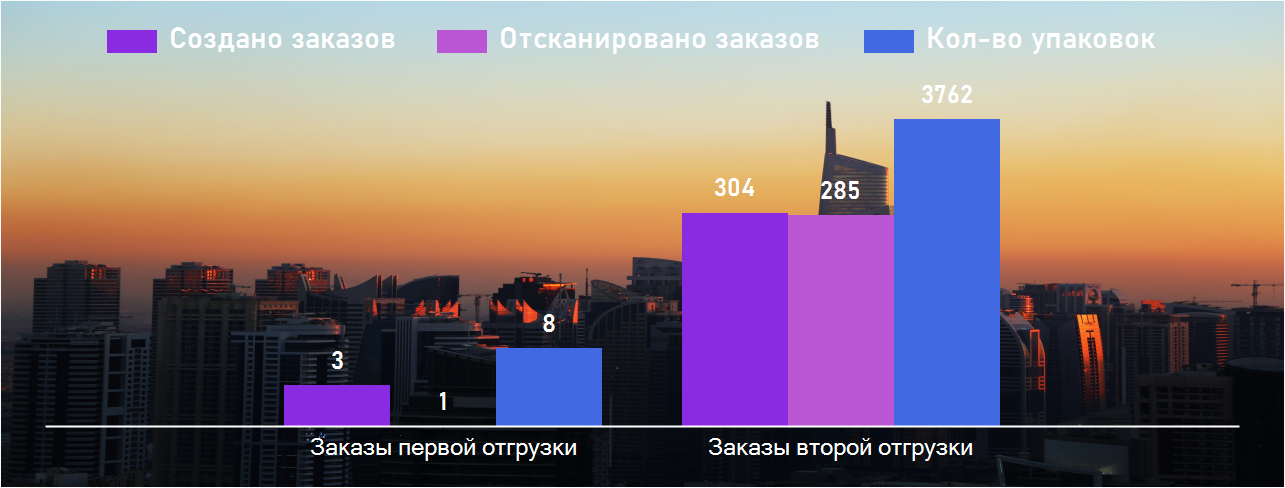 Создано заказов
Отсканировано заказов
Кол-во упаковок
3
1
8
304
285
3762
Заказы первой отгрузки
Заказы второй отгрузки